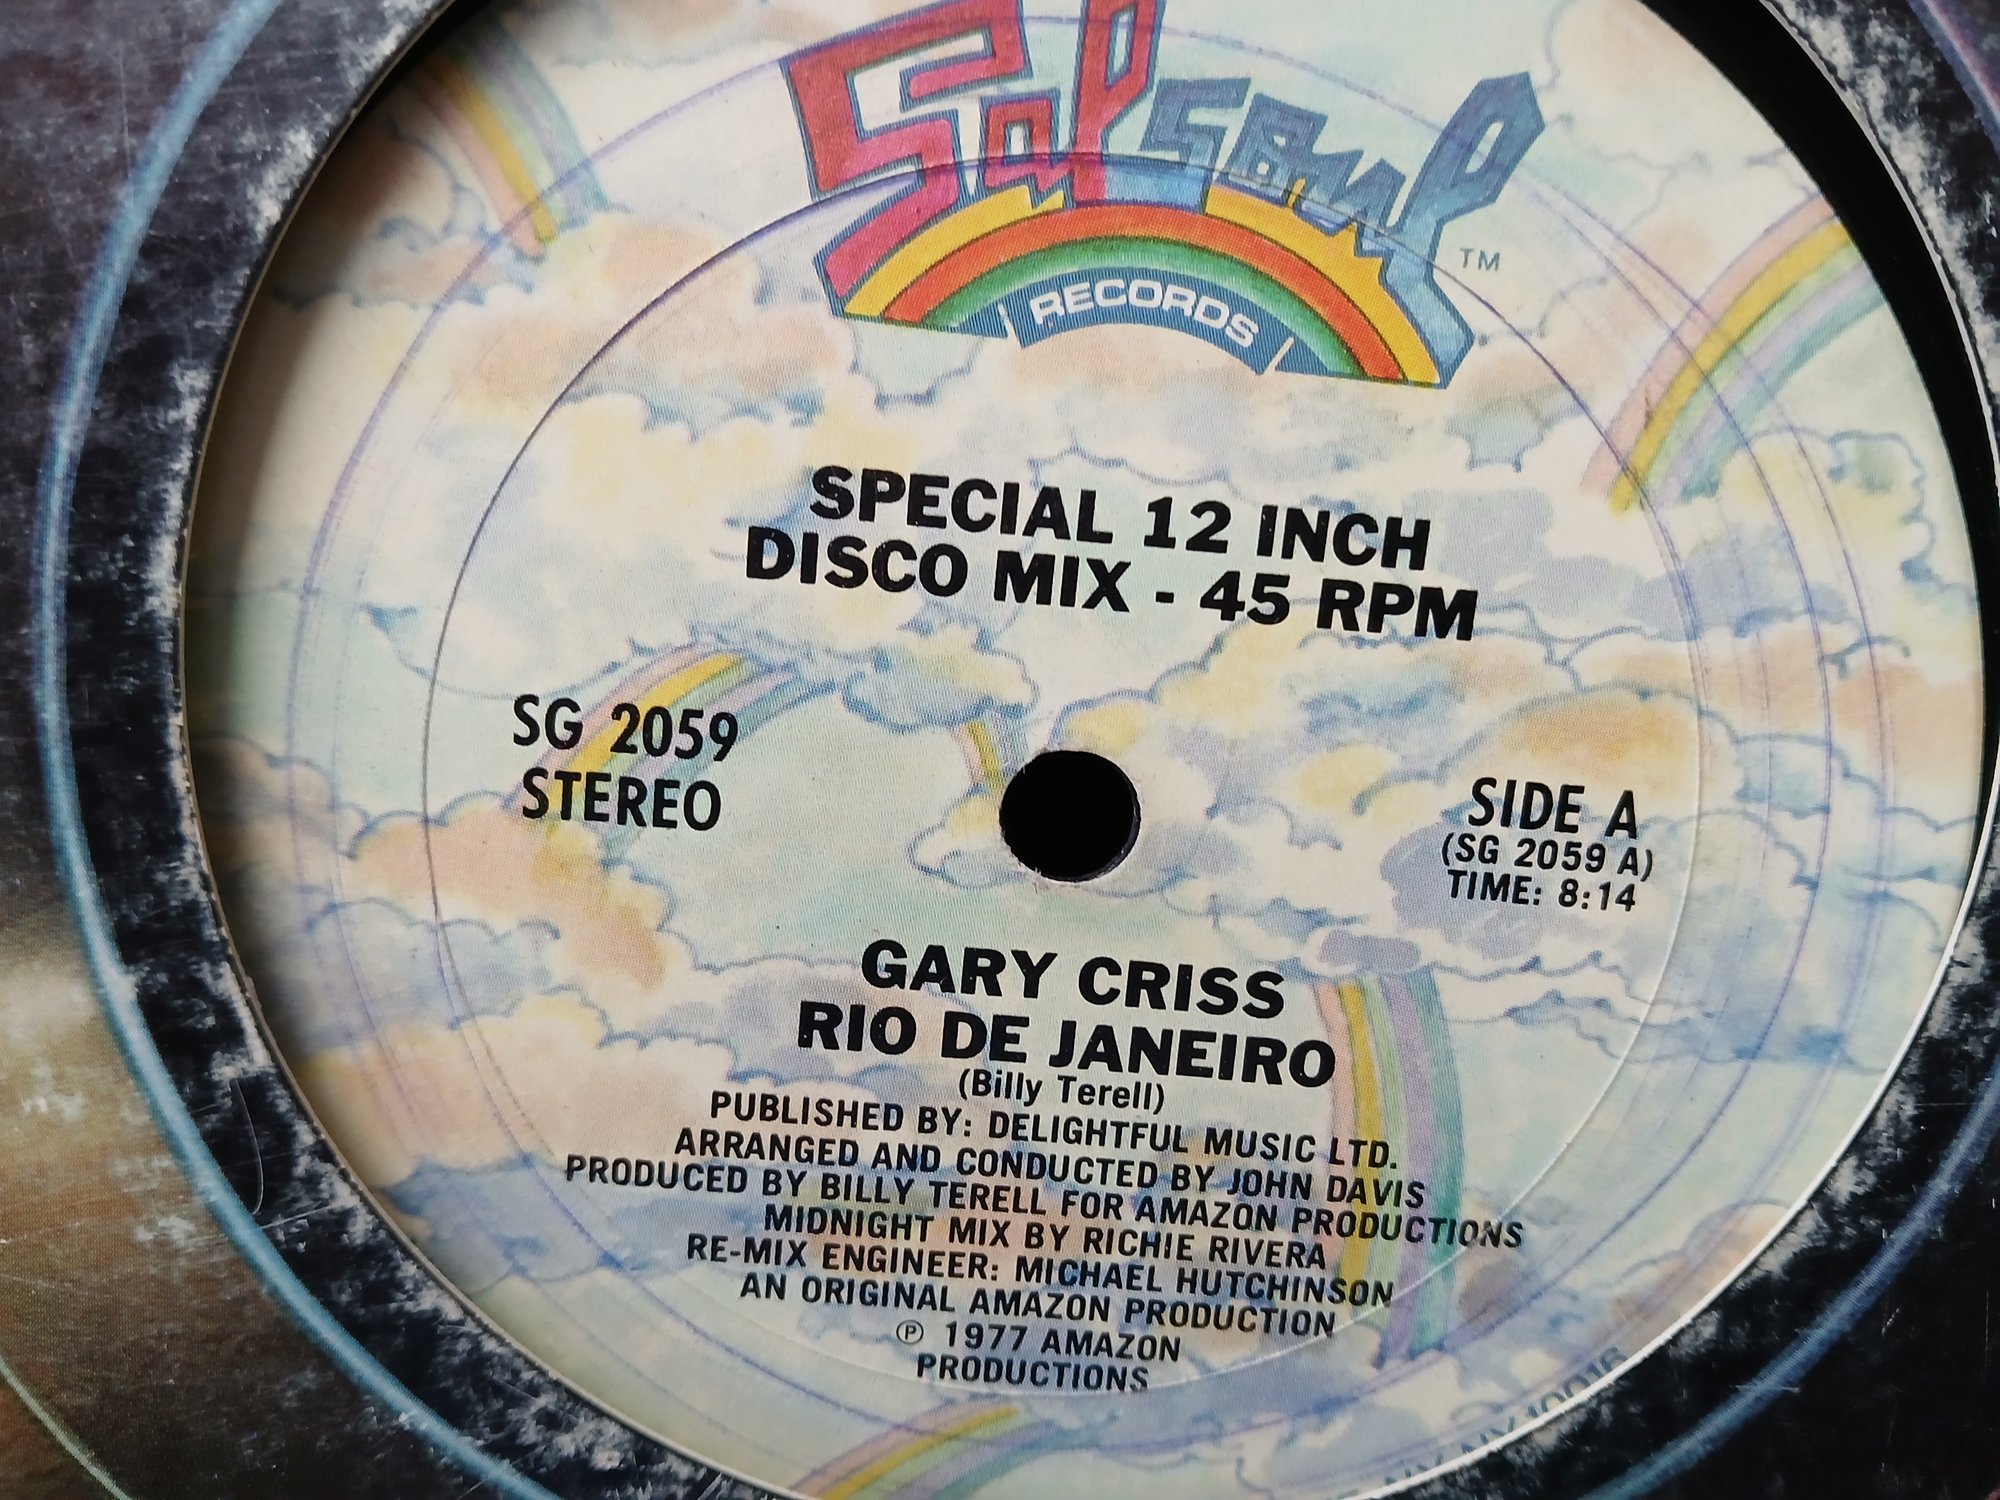 Salsoul
TM
RECORDS
SPECIAL 12 INCH
DISCO MIX - 45 RPM
SG 2059
STEREO
SIDE A
(SG 2059 A)
TIME: 8:14
GARY CRISS
RIO DE JANEIRO
(Billy Terell)
PUBLISHED BY: DELIGHTFUL MUSIC LTD.
ARRANGED AND CONDUCTED BY JOHN DAVIS
PRODUCED BY BILLY TERELL FOR AMAZON PRODUCTIONS
MIDNIGHT MIX BY RICHIE RIVERA
RE-MIX ENGINEER: MICHAEL HUTCHINSON
AN ORIGINAL AMAZON PRODUCTION
℗ 1977 AMAZON
PRODUCTIONS
NY 10016